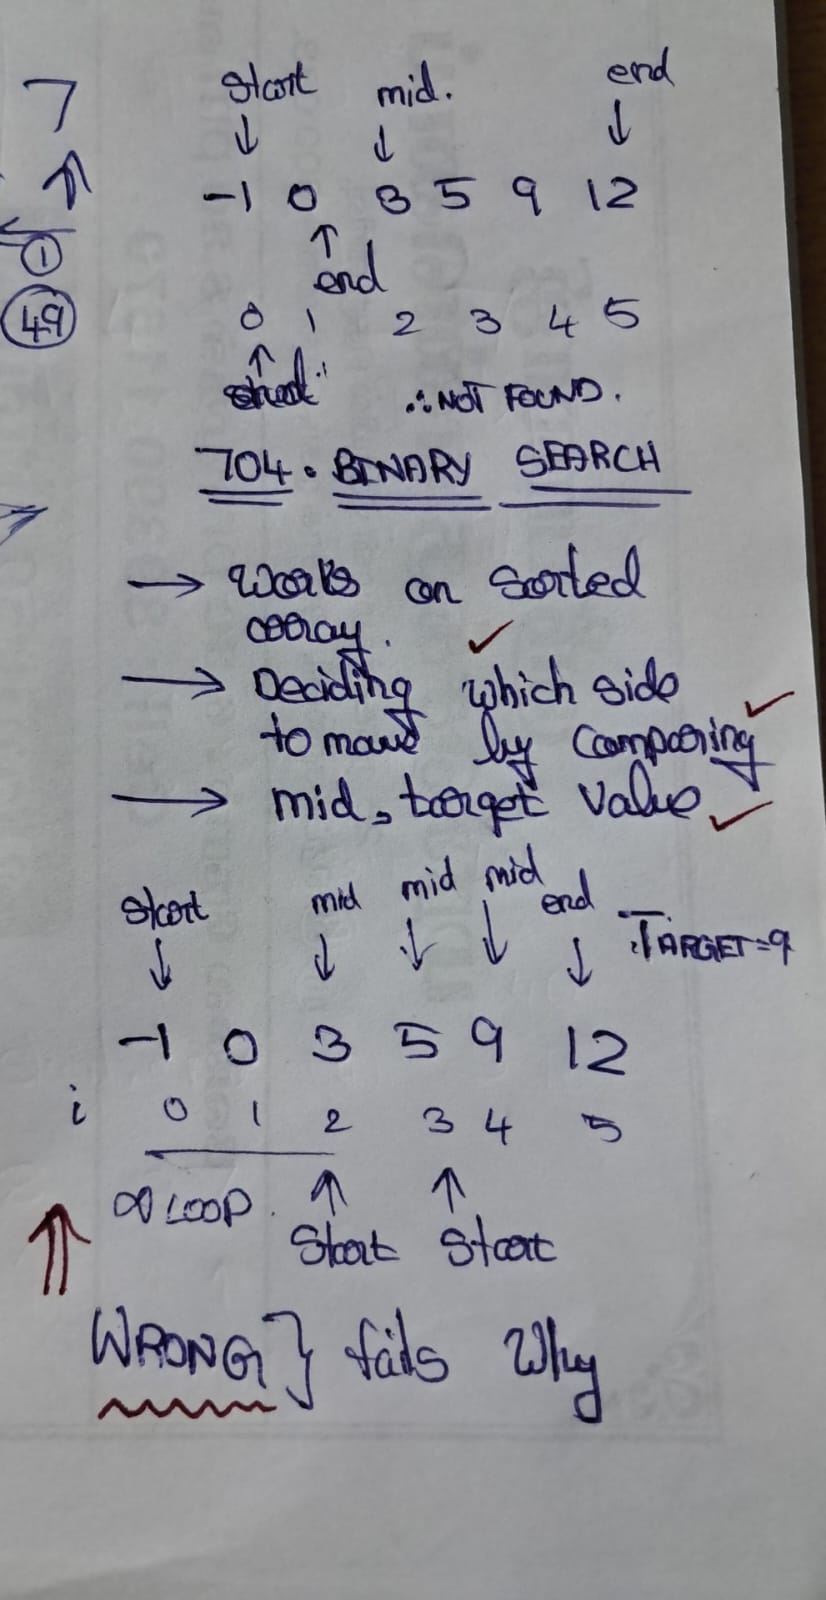 7
start mid. end
↓ ↓ ↓
↑ -1 0 3 5 9 12
① ↑
end
49 0 1 2 3 4 5
↑
start ∴ NOT FOUND.
704. BINARY SEARCH
→ Works on Sorted
array. ✓
→ Deciding which side
to move by Comparing ✓
→ mid, target value ✓
start mid mid mid end
↓ ↓ ↓ ↓ ↓ TARGET=9
-1 0 3 5 9 12
i 0 1 2 3 4 5
∞ LOOP. ↑ ↑
Start Start
WRONG } fails Why